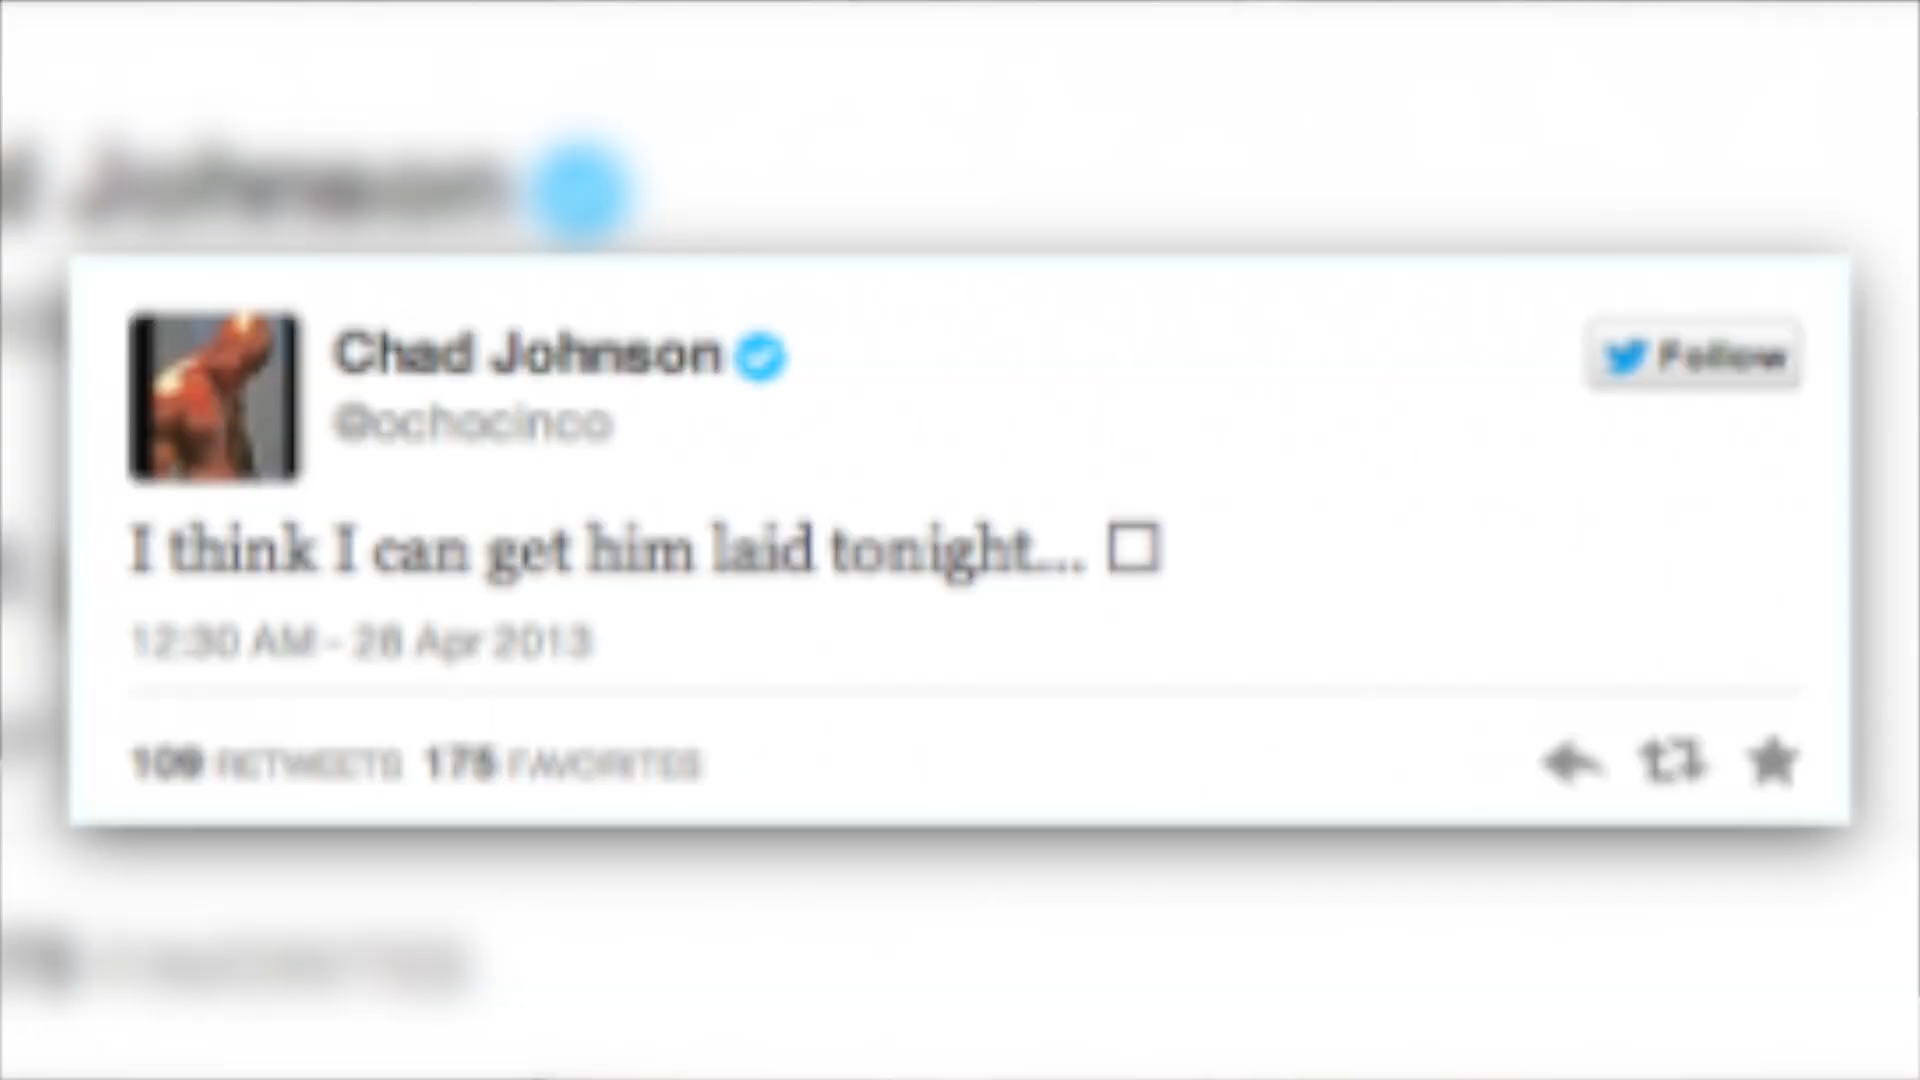 Johnson
Chad Johnson
@ochocinco
Follow
I think I can get him laid tonight... □
12:30 AM - 28 Apr 2013
109 RETWEETS 175 FAVORITES